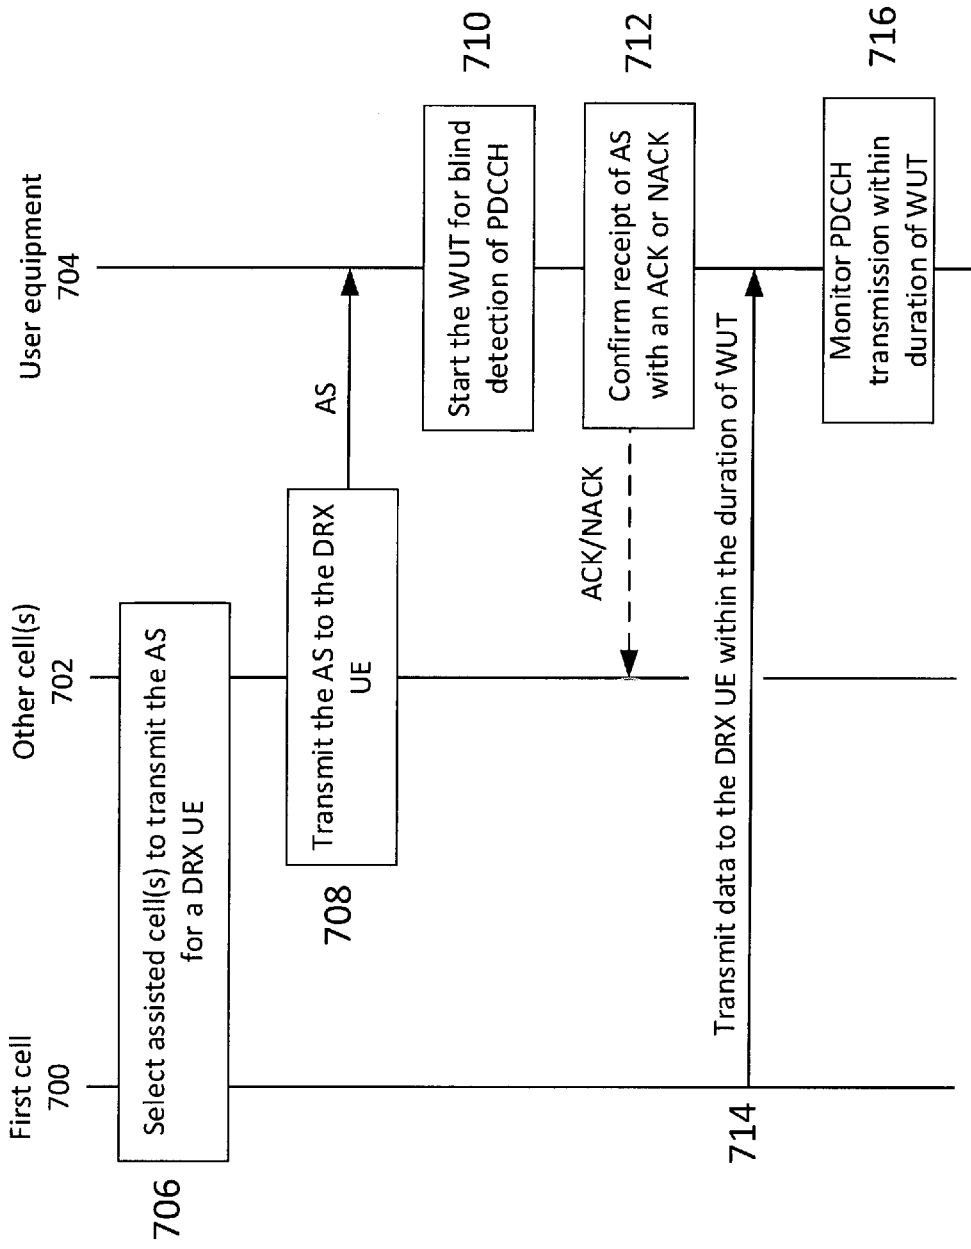 First cell
700
Other cell(s)
702
User equipment
704
706
Select assisted cell(s) to transmit the AS
for a DRX UE
708
Transmit the AS to the DRX
UE
AS
Start the WUT for blind
detection of PDCCH
710
ACK/NACK
Confirm receipt of AS
with an ACK or NACK
712
714
Transmit data to the DRX UE within the duration of WUT
Monitor PDCCH
transmission within
duration of WUT
716